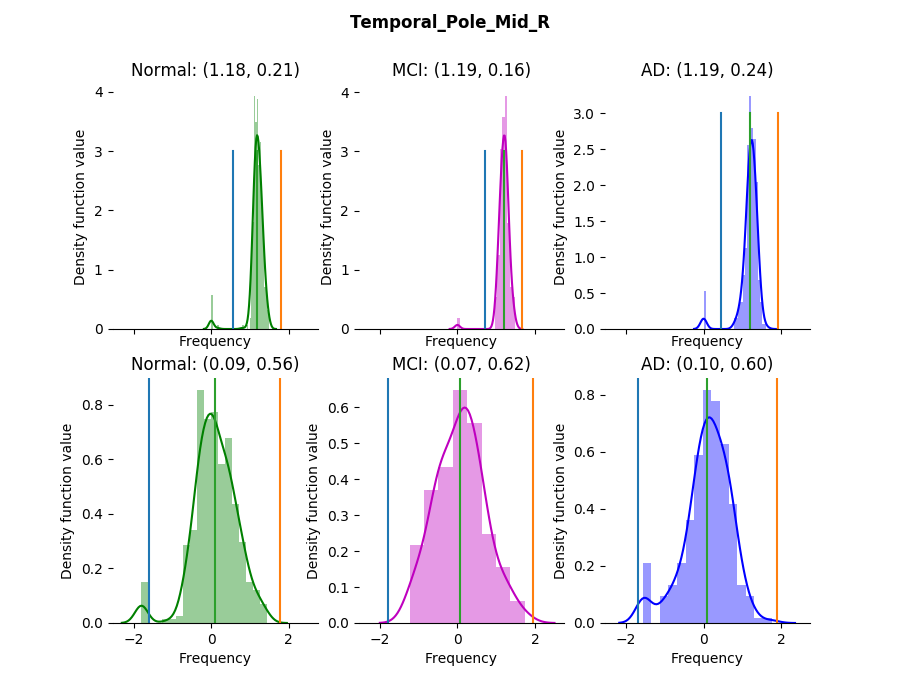 Temporal_Pole_Mid_R
Normal: (1.18, 0.21)
MCI: (1.19, 0.16)
AD: (1.19, 0.24)
Density function value
4
3
2
1
0
Frequency
Density function value
4
3
2
1
0
Frequency
Density function value
3.0
2.5
2.0
1.5
1.0
0.5
0.0
Frequency
Normal: (0.09, 0.56)
MCI: (0.07, 0.62)
AD: (0.10, 0.60)
Density function value
0.8
0.6
0.4
0.2
0.0
−2 0 2
Frequency
Density function value
0.6
0.5
0.4
0.3
0.2
0.1
0.0
−2 0 2
Frequency
Density function value
0.8
0.6
0.4
0.2
0.0
−2 0 2
Frequency